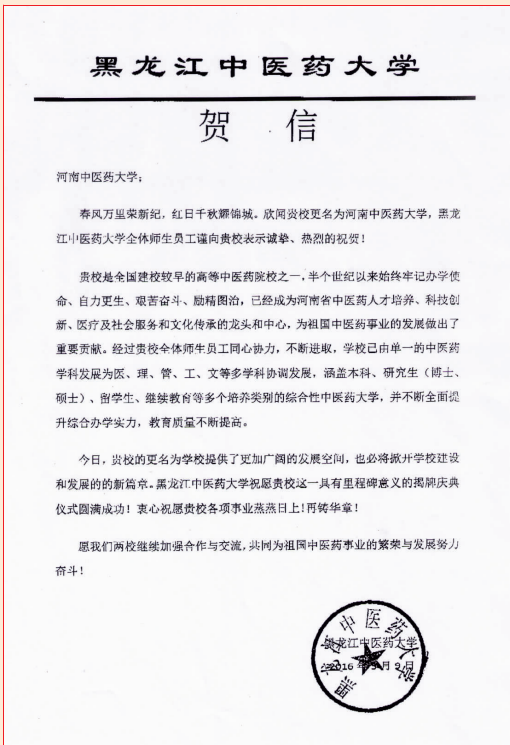 黑龙江中医药大学
贺 信
河南中医药大学:
春风万里荣新纪，红日千秋耀锦城。欣闻贵校更名为河南中医药大学，黑龙
江中医药大学全体师生员工谨向贵校表示诚挚、热烈的祝贺!
贵校是全国建校较早的高等中医药院校之一，半个世纪以来始终牢记办学使
命、自力更生、艰苦奋斗、励精图治，已经成为河南省中医药人才培养、科技创
新、医疗及社会服务和文化传承的龙头和中心，为祖国中医药事业的发展做出了
重要贡献。经过贵校全体师生员工同心协力，不断进取，学校已由单一的中医药
学科发展为医、理、管、工、文等多学科协调发展，涵盖本科、研究生（博士、
硕士）、留学生、继续教育等多个培养类别的综合性中医药大学，并不断全面提
升综合办学实力，教育质量不断提高。
今日，贵校的更名为学校提供了更加广阔的发展空间，也必将掀开学校建设
和发展的的新篇章。黑龙江中医药大学祝愿贵校这一具有里程碑意义的揭牌庆典
仪式圆满成功！衷心祝愿贵校各项事业蒸蒸日上!再铸华章!
愿我们两校继续加强合作与交流,共同为祖国中医药事业的繁荣与发展努力
奋斗!
黑龙江中医药大学
黑龙江中医药大学
2016 年 3 月 9 日